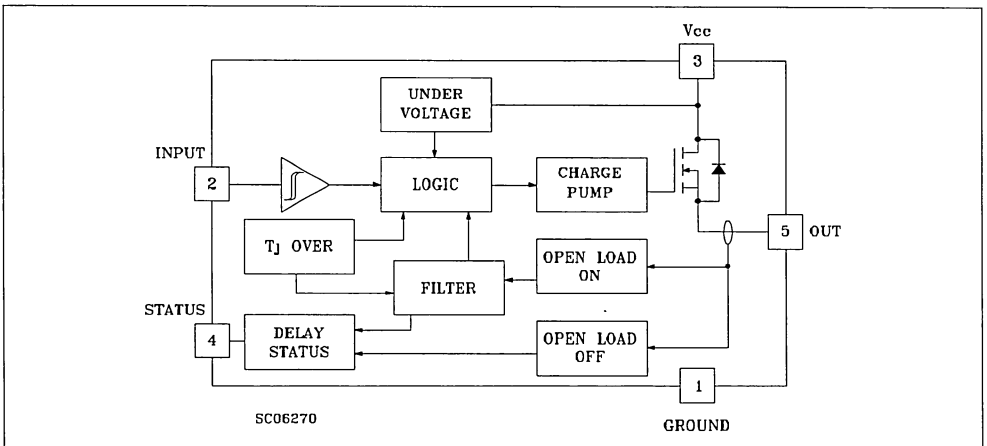 Vcc
3
UNDER
VOLTAGE
INPUT
2
LOGIC
CHARGE
PUMP
5 OUT
Tj OVER
FILTER
OPEN LOAD
ON
STATUS
4
DELAY
STATUS
OPEN LOAD
OFF
1
SC06270
GROUND